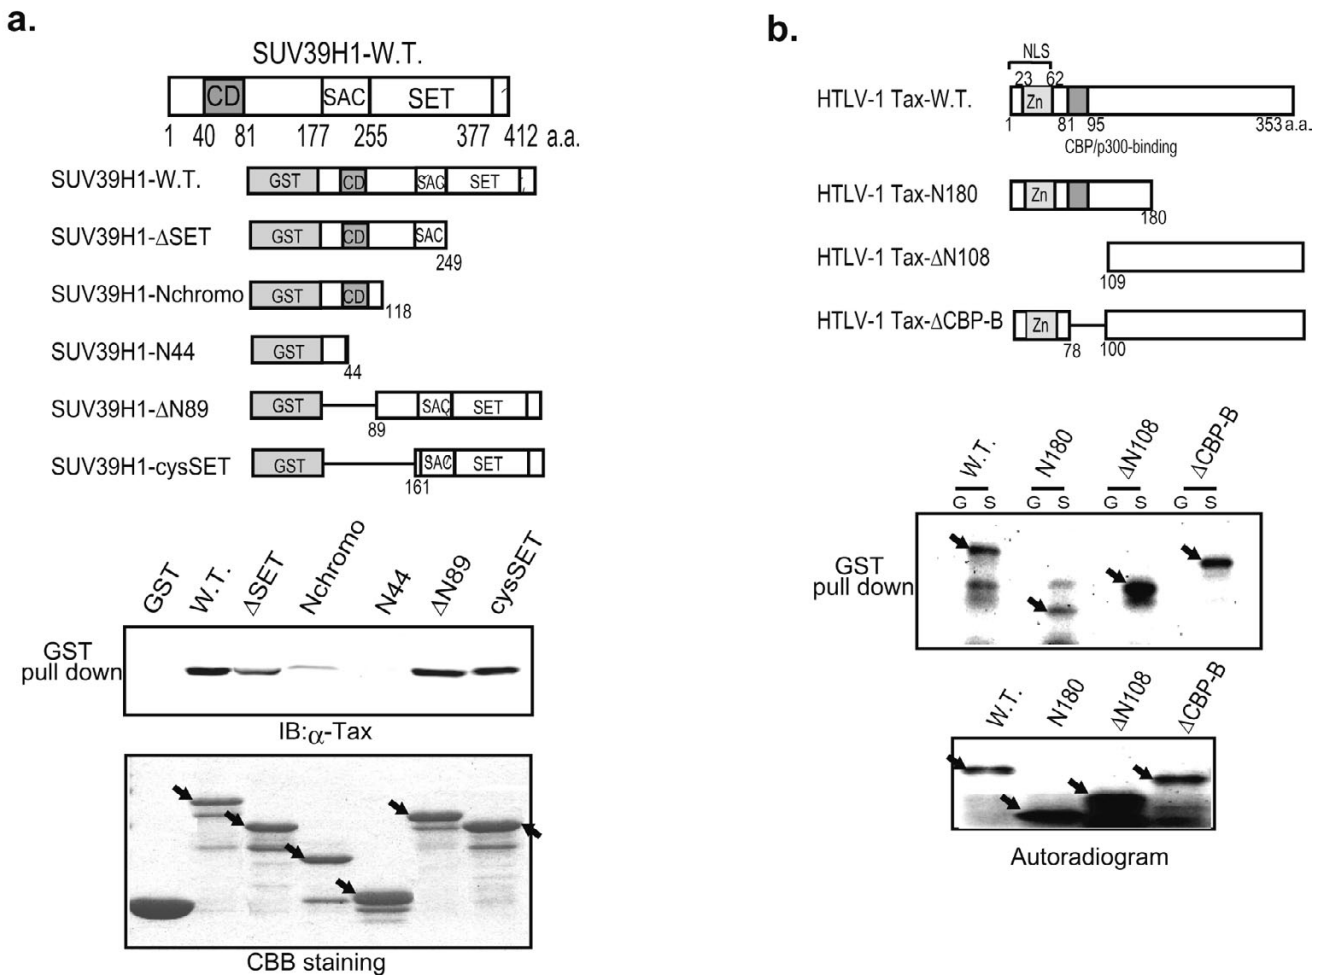 a.
SUV39H1-W.T.
CD SAC SET
1 40 81 177 255 377 412 a.a.
SUV39H1-W.T. GST CD SAC SET
SUV39H1-ΔSET GST CD SAC
249
SUV39H1-Nchromo GST CD
118
SUV39H1-N44 GST
44
SUV39H1-ΔN89 GST SAC SET
89
SUV39H1-cysSET GST SAC SET
161
GST W.T. ΔSET Nchromo N44 ΔN89 cysSET
GST
pull down
IB:α-Tax
CBB staining
b.
NLS
23 62
HTLV-1 Tax-W.T. Zn
1 81 95 353 a.a.
CBP/p300-binding
HTLV-1 Tax-N180 Zn
180
HTLV-1 Tax-ΔN108
109
HTLV-1 Tax-ΔCBP-B Zn
78 100
W.T. N180 ΔN108 ΔCBP-B
G S G S G S G S
GST
pull down
W.T. N180 ΔN108 ΔCBP-B
Autoradiogram